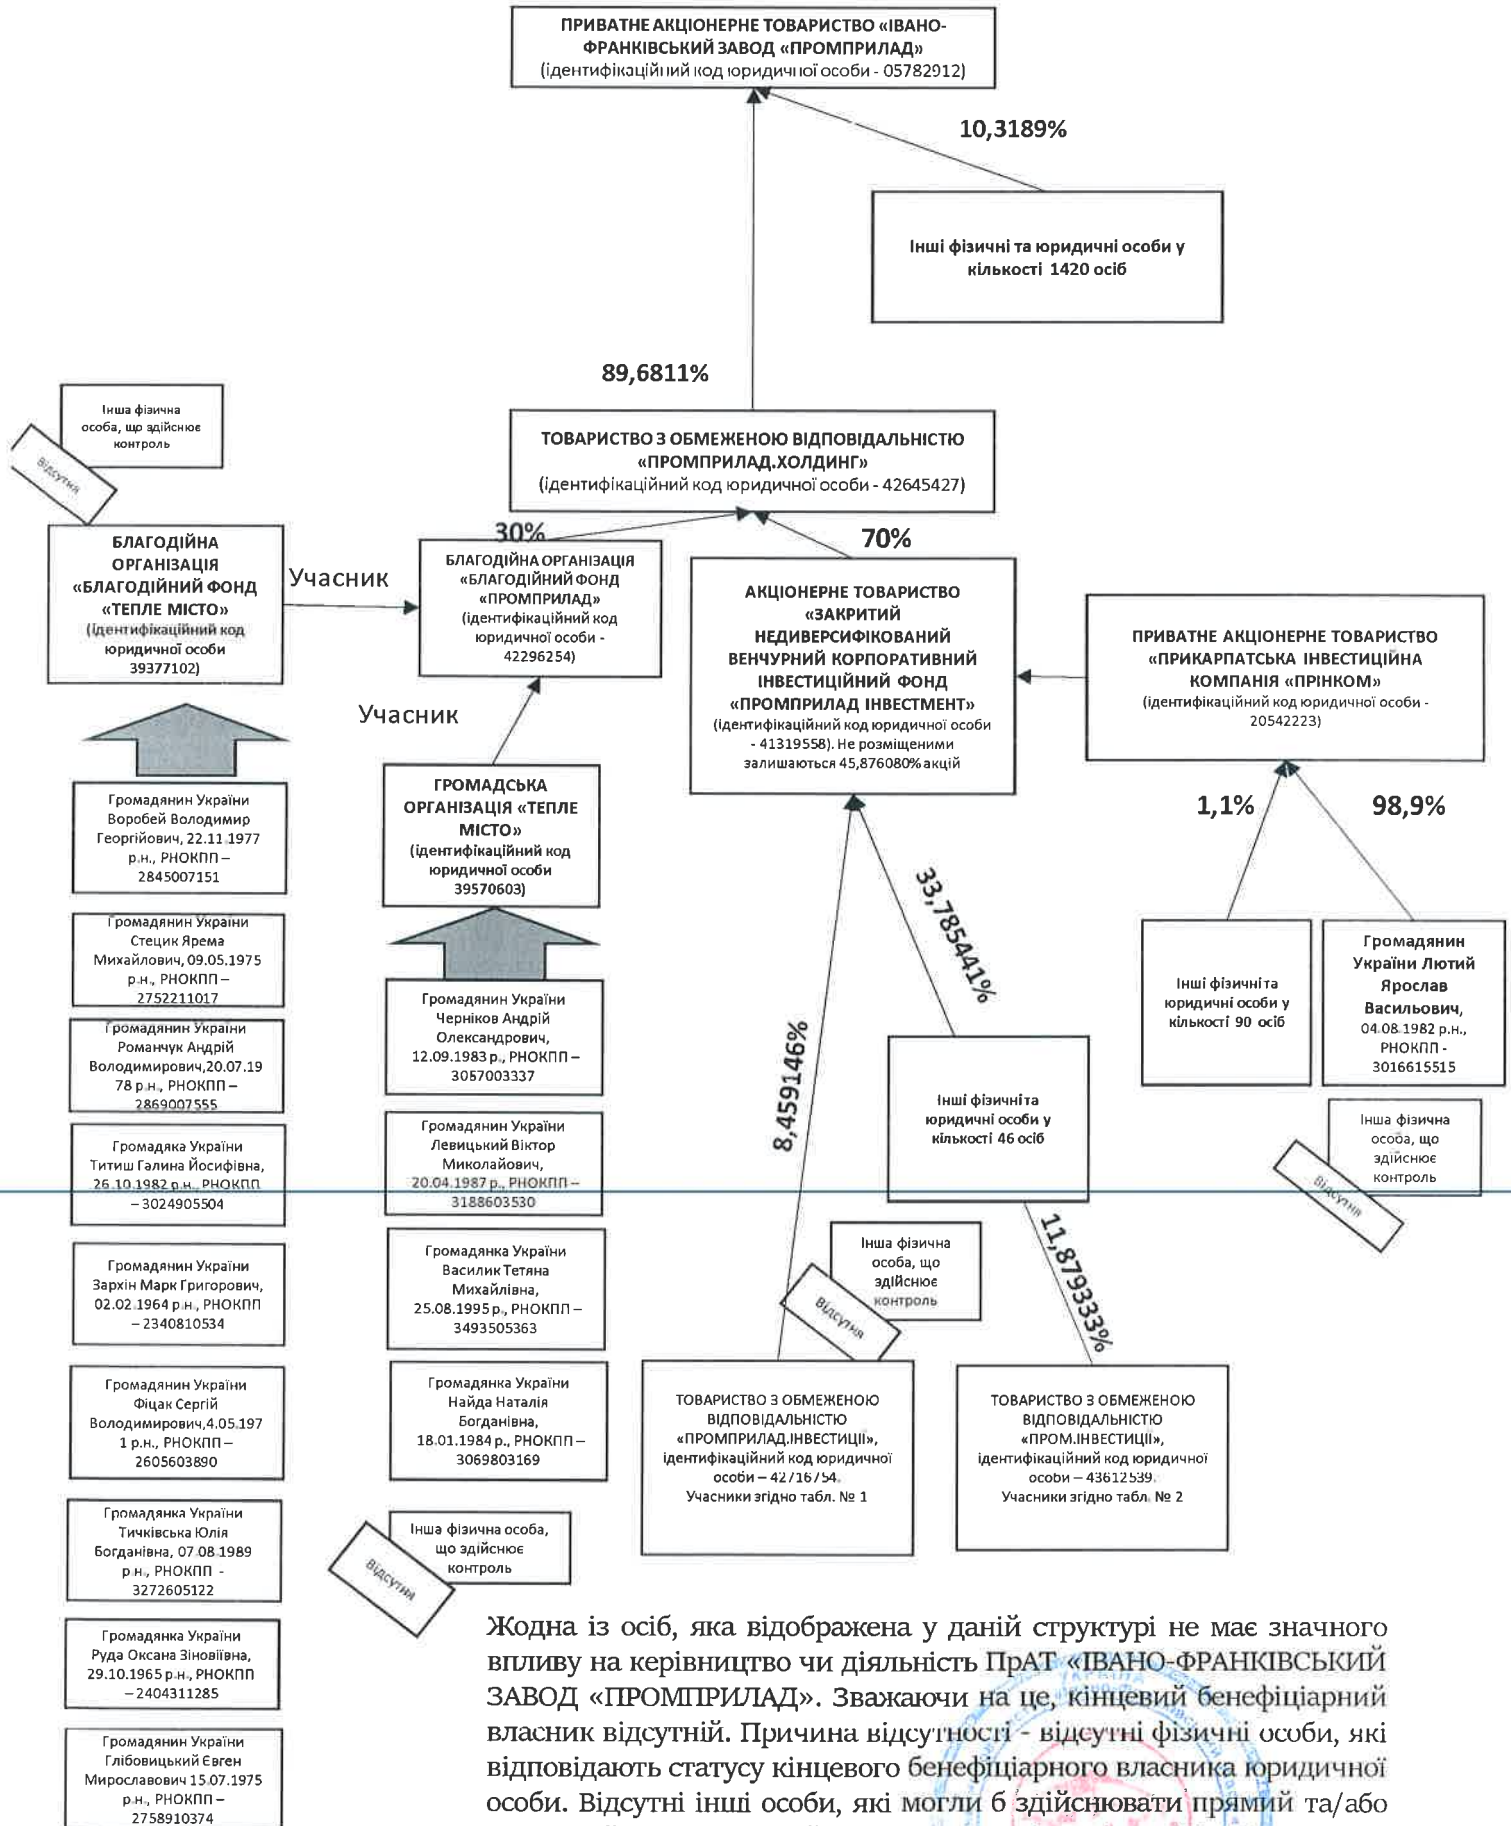 ПРИВАТНЕ АКЦІОНЕРНЕ ТОВАРИСТВО «ІВАНО-
ФРАНКІВСЬКИЙ ЗАВОД «ПРОМПРИЛАД»
(ідентифікаційний код юридичної особи - 05782912)
10,3189%
Інші фізичні та юридичні особи у
кількості 1420 осіб
89,6811%
ТОВАРИСТВО З ОБМЕЖЕНОЮ ВІДПОВІДАЛЬНІСТЮ
«ПРОМПРИЛАД.ХОЛДИНГ»
(ідентифікаційний код юридичної особи - 42645427)
30%
70%
Інша фізична
особа, що здійснює
контроль
Відсутня
БЛАГОДІЙНА
ОРГАНІЗАЦІЯ
«БЛАГОДІЙНИЙ ФОНД
«ТЕПЛЕ МІСТО»
(ідентифікаційний код
юридичної особи
39377102)
Учасник
БЛАГОДІЙНА ОРГАНІЗАЦІЯ
«БЛАГОДІЙНИЙ ФОНД
«ПРОМПРИЛАД»
(ідентифікаційний код
юридичної особи -
42296254)
АКЦІОНЕРНЕ ТОВАРИСТВО
«ЗАКРИТИЙ
НЕДИВЕРСИФІКОВАНИЙ
ВЕНЧУРНИЙ КОРПОРАТИВНИЙ
ІНВЕСТИЦІЙНИЙ ФОНД
«ПРОМПРИЛАД ІНВЕСТМЕНТ»
(ідентифікаційний код юридичної особи
- 41319558). Не розміщеними
залишаються 45,876080% акцій
ПРИВАТНЕ АКЦІОНЕРНЕ ТОВАРИСТВО
«ПРИКАРПАТСЬКА ІНВЕСТИЦІЙНА
КОМПАНІЯ «ПРІНКОМ»
(ідентифікаційний код юридичної особи -
20542223)
Учасник
ГРОМАДСЬКА
ОРГАНІЗАЦІЯ «ТЕПЛЕ
МІСТО»
(ідентифікаційний код
юридичної особи
39570603)
1,1%
98,9%
33,785441%
8,459146%
11,879333%
Інші фізичні та
юридичні особи у
кількості 90 осіб
Громадянин
України Лютий
Ярослав
Васильович,
04.08.1982 р.н.,
РНОКПП -
3016615515
Інша фізична
особа, що
здійснює
контроль
Відсутня
Громадянин України
Воробей Володимир
Георгійович, 22.11.1977
р.н., РНОКПП –
2845007151
Громадянин України
Стецик Ярема
Михайлович, 09.05.1975
р.н., РНОКПП –
2752211017
Громадянин України
Романчук Андрій
Володимирович,20.07.19
78 р.н., РНОКПП –
2869007555
Громадяка України
Титиш Галина Йосифівна,
26.10.1982 р.н., РНОКПП
– 3024905504
Громадянин України
Зархін Марк Григорович,
02.02.1964 р.н., РНОКПП
– 2340810534
Громадянин України
Фіцак Сергій
Володимирович,4.05.197
1 р.н., РНОКПП –
2605603890
Громадянка України
Тичківська Юлія
Богданівна, 07.08.1989
р.н., РНОКПП -
3272605122
Громадянка України
Руда Оксана Зіновіївна,
29.10.1965 р.н., РНОКПП
– 2404311285
Громадянин України
Глібовицький Євген
Мирославович 15.07.1975
р.н., РНОКПП –
2758910374
Громадянин України
Черніков Андрій
Олександрович,
12.09.1983 р., РНОКПП –
3057003337
Громадянин України
Левицький Віктор
Миколайович,
20.04.1987 р., РНОКПП –
3188603530
Громадянка України
Василик Тетяна
Михайлівна,
25.08.1995 р., РНОКПП –
3493505363
Громадянка України
Найда Наталія
Богданівна,
18.01.1984 р., РНОКПП –
3069803169
Інша фізична особа,
що здійснює
контроль
Відсутня
Інші фізичні та
юридичні особи у
кількості 46 осіб
Інша фізична
особа, що
здійснює
контроль
Відсутня
ТОВАРИСТВО З ОБМЕЖЕНОЮ
ВІДПОВІДАЛЬНІСТЮ
«ПРОМПРИЛАД.ІНВЕСТИЦІЇ»,
ідентифікаційний код юридичної
особи – 42716754.
Учасники згідно табл. № 1
ТОВАРИСТВО З ОБМЕЖЕНОЮ
ВІДПОВІДАЛЬНІСТЮ
«ПРОМ.ІНВЕСТИЦІЇ»,
ідентифікаційний код юридичної
особи – 43612539.
Учасники згідно табл. № 2
Жодна із осіб, яка відображена у даній структурі не має значного
впливу на керівництво чи діяльність ПрАТ «ІВАНО-ФРАНКІВСЬКИЙ
ЗАВОД «ПРОМПРИЛАД». Зважаючи на це, кінцевий бенефіціарний
власник відсутній. Причина відсутності - відсутні фізичні особи, які
відповідають статусу кінцевого бенефіціарного власника юридичної
особи. Відсутні інші особи, які могли б здійснювати прямий та/або